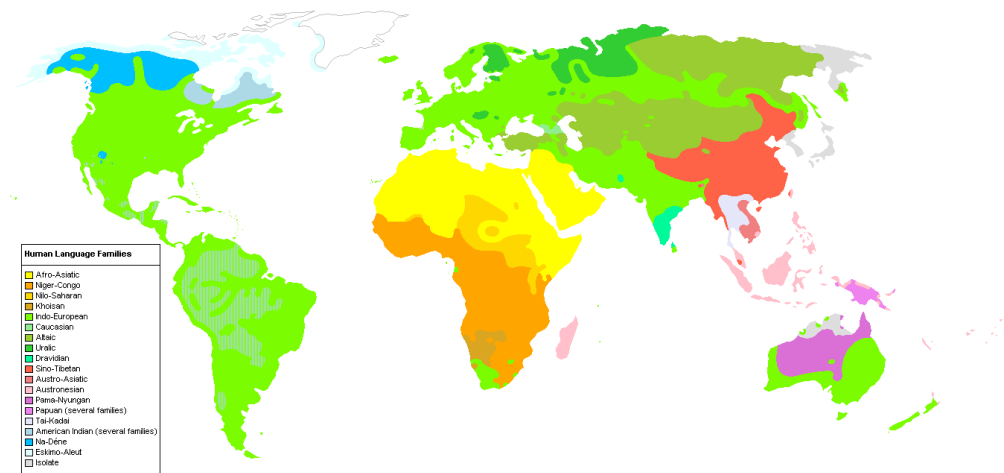 Human Language Families
Afro-Asiatic
Niger-Congo
Nilo-Saharan
Khoisan
Indo-European
Caucasian
Altaic
Uralic
Dravidian
Sino-Tibetan
Austro-Asiatic
Austronesian
Pama-Nyungan
Papuan (several families)
Tai-Kadai
American Indian (several families)
Na-Déne
Eskimo-Aleut
Isolate